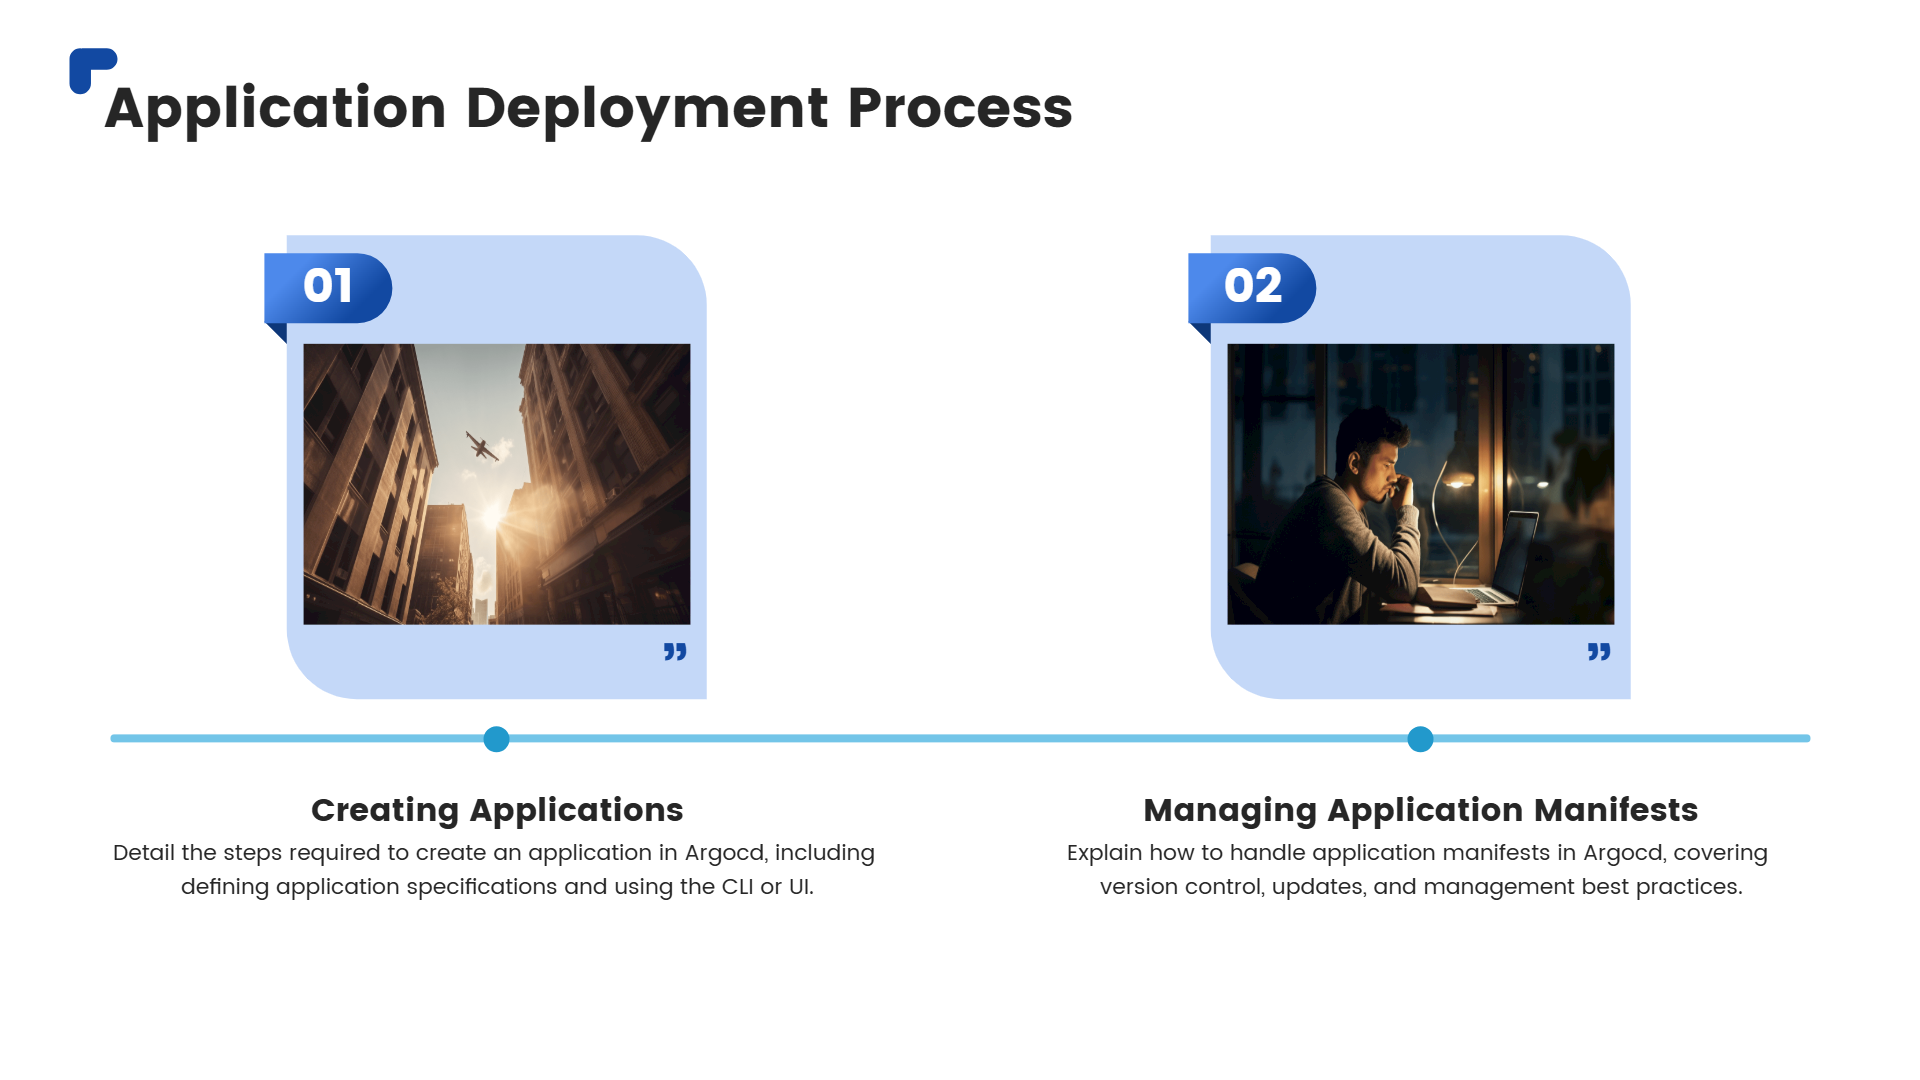 Application Deployment Process
01
02
”
”
Creating Applications
Detail the steps required to create an application in Argocd, including
defining application specifications and using the CLI or UI.
Managing Application Manifests
Explain how to handle application manifests in Argocd, covering
version control, updates, and management best practices.